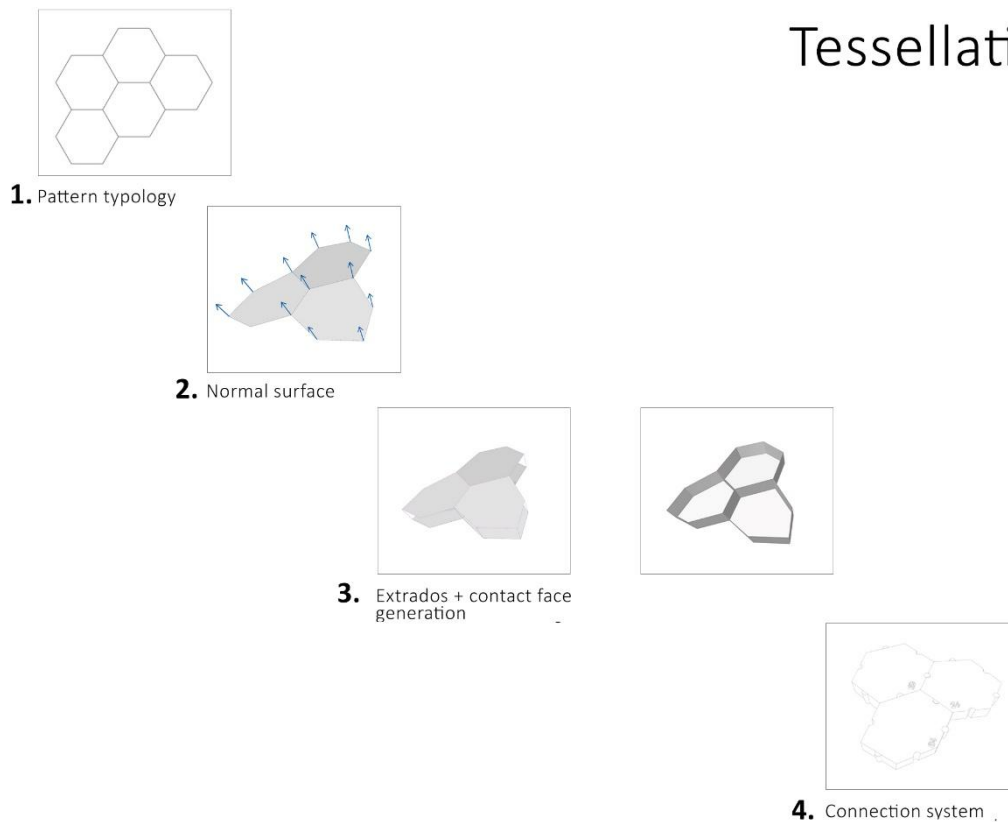 Tessellati
1. Pattern typology
2. Normal surface
3. Extrados + contact face
generation
4. Connection system